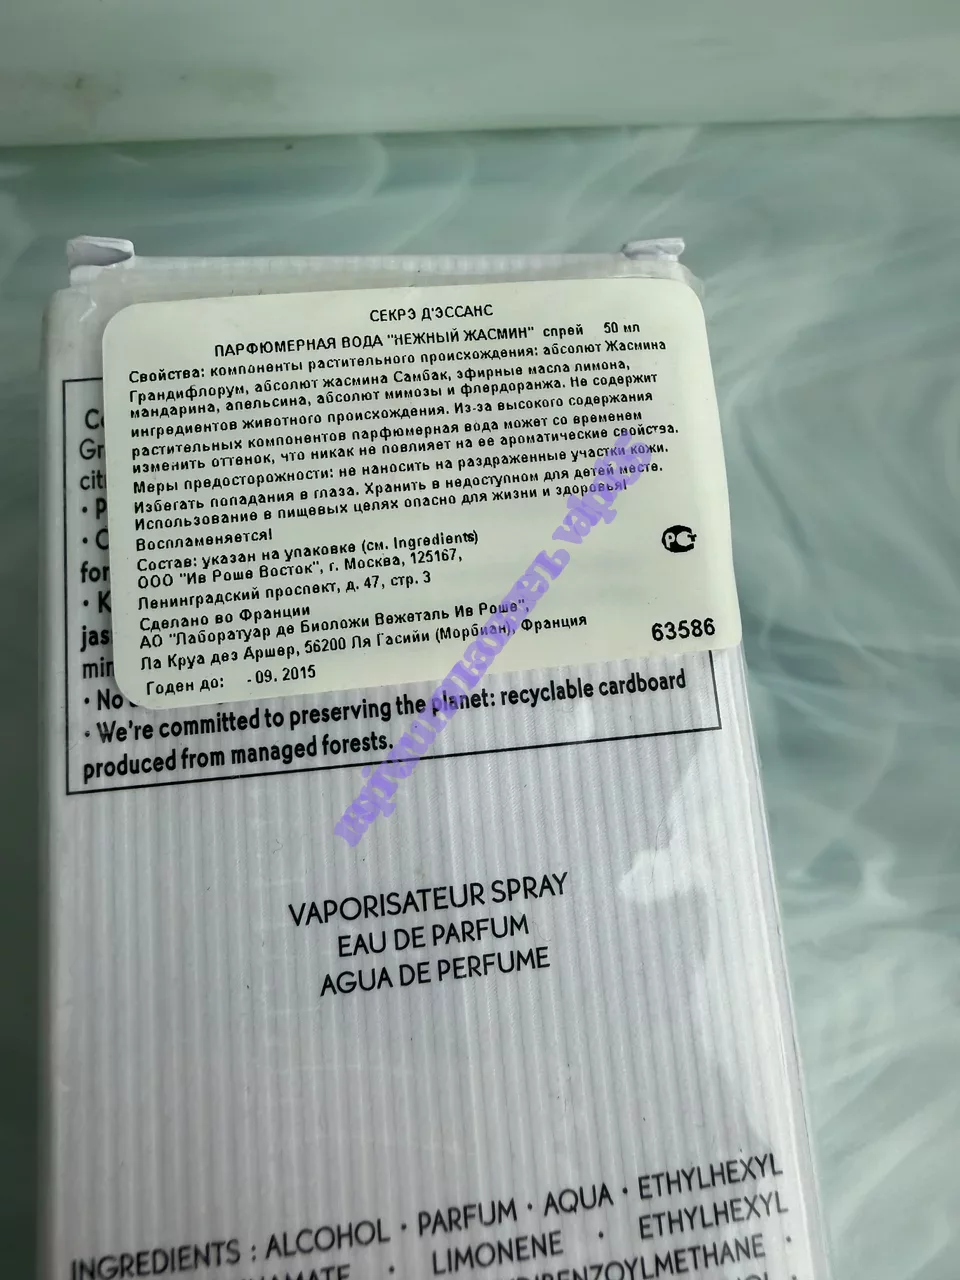 СЕКРЭ Д'ЭССАНС
ПАРФЮМЕРНАЯ ВОДА "НЕЖНЫЙ ЖАСМИН" спрей 50 мл
Свойства: компоненты растительного происхождения: абсолют Жасмина
Грандифлорум, абсолют жасмина Самбак, эфирные масла лимона,
мандарина, апельсина, абсолют мимозы и флердоранжа. Не содержит
ингредиентов животного происхождения. Из-за высокого содержания
растительных компонентов парфюмерная вода может со временем
изменить оттенок, что никак не повлияет на ее ароматические свойства.
Меры предосторожности: не наносить на раздраженные участки кожи.
Избегать попадания в глаза. Хранить в недоступном для детей месте.
Использование в пищевых целях опасно для жизни и здоровья!
Воспламеняется!
Состав: указан на упаковке (см. Ingredients)
ООО "Ив Роше Восток", г. Москва, 125167,
Ленинградский проспект, д. 47, стр. 3
Сделано во Франции
АО "Лаборатуар де Биоложи Вежеталь Ив Роше",
Ла Круа дез Аршер, 56200 Ля Гасийи (Морбиан), Франция
63586
Годен до: - 09. 2015
Gr
cit
• P
• C
for
• K
jas
min
• No
• We're committed to preserving the planet: recyclable cardboard
produced from managed forests.
VAPORISATEUR SPRAY
EAU DE PARFUM
AGUA DE PERFUME
INGREDIENTS : ALCOHOL • PARFUM • AQUA • ETHYLHEXYL
• LIMONENE • ETHYLHEXYL